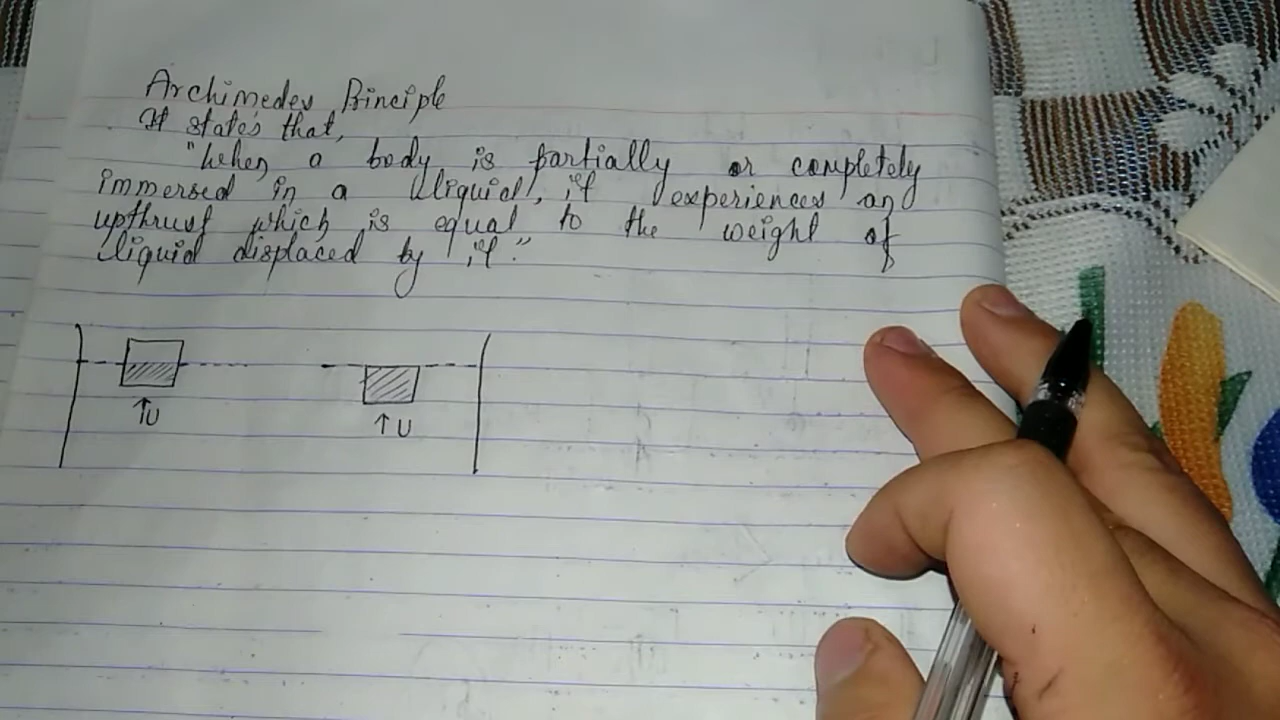 Archimedes Principle
It states that,
"When a body is partially or completely
immersed in a liquid, it experiences an
upthrust which is equal to the weight of
liquid displaced by it."
↑U
↑U